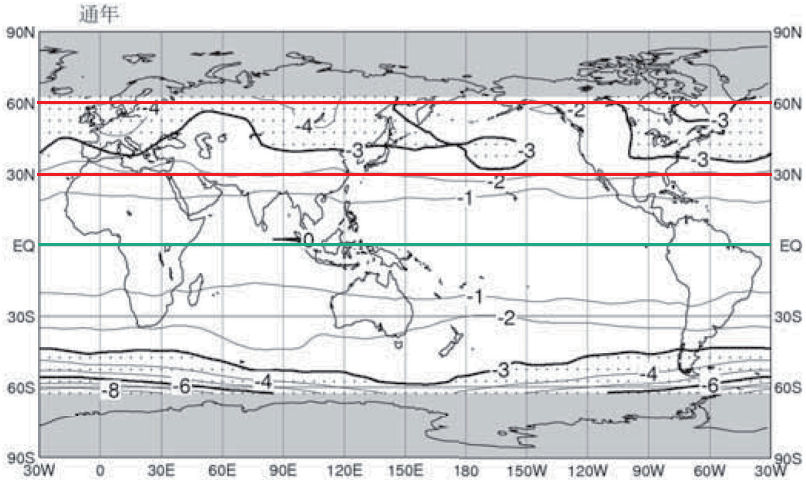 通年
90N 90N
-4 -2
60N 60N
-4 -3
-3 -3 -3
30N -2 30N
-1
EQ 0 EQ
-1
30S -2 30S
-3
-4 -4
60S -8 -6 -6 60S
90S 90S
30W 0 30E 60E 90E 120E 150E 180 150W 120W 90W 60W 30W